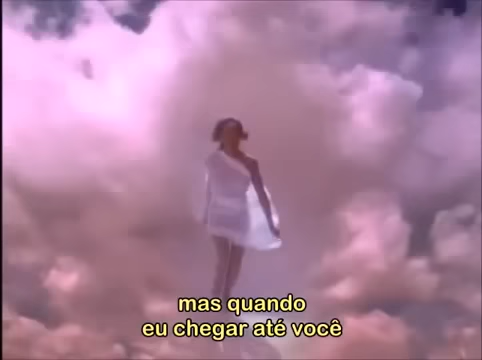 mas quando
eu chegar até você